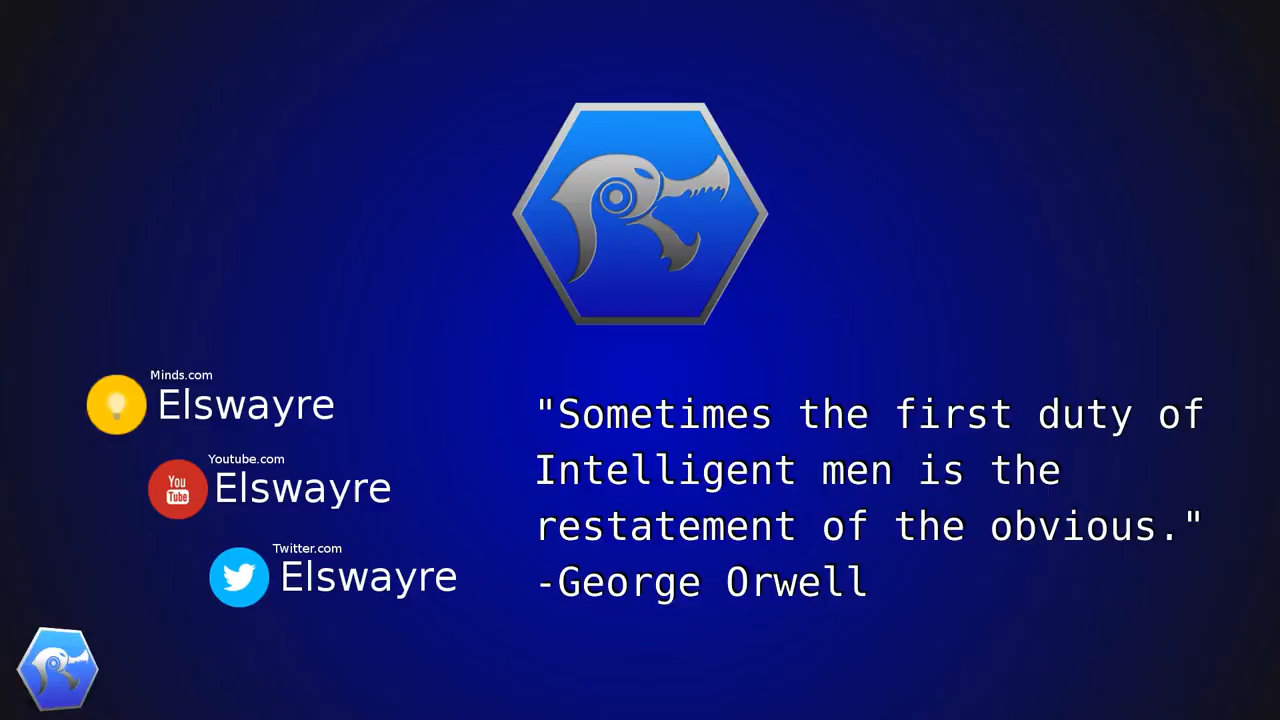 Minds.com
Elswayre
Youtube.com
You
Tube
Elswayre
Twitter.com
Elswayre
"Sometimes the first duty of
Intelligent men is the
restatement of the obvious."
-George Orwell